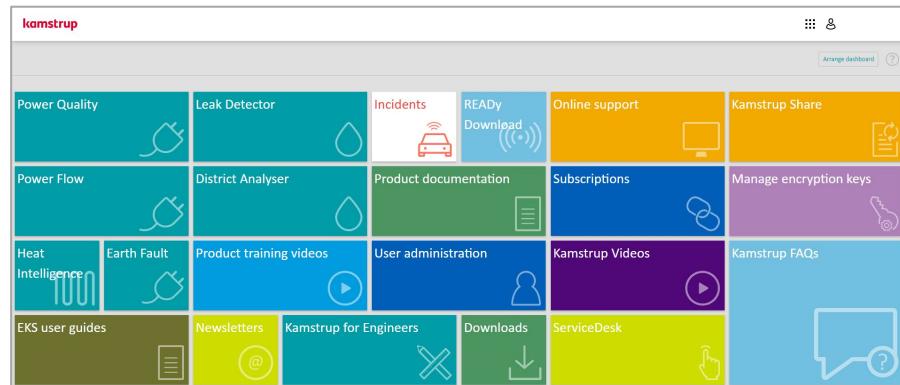 kamstrup
Arrange dashboard
?
Power Quality
Leak Detector
Incidents
READy
Download
Online support
Kamstrup Share
Power Flow
District Analyser
Product documentation
Subscriptions
Manage encryption keys
Heat
Intelligence
Earth Fault
Product training videos
User administration
Kamstrup Videos
Kamstrup FAQs
?
EKS user guides
Newsletters
@
Kamstrup for Engineers
Downloads
ServiceDesk